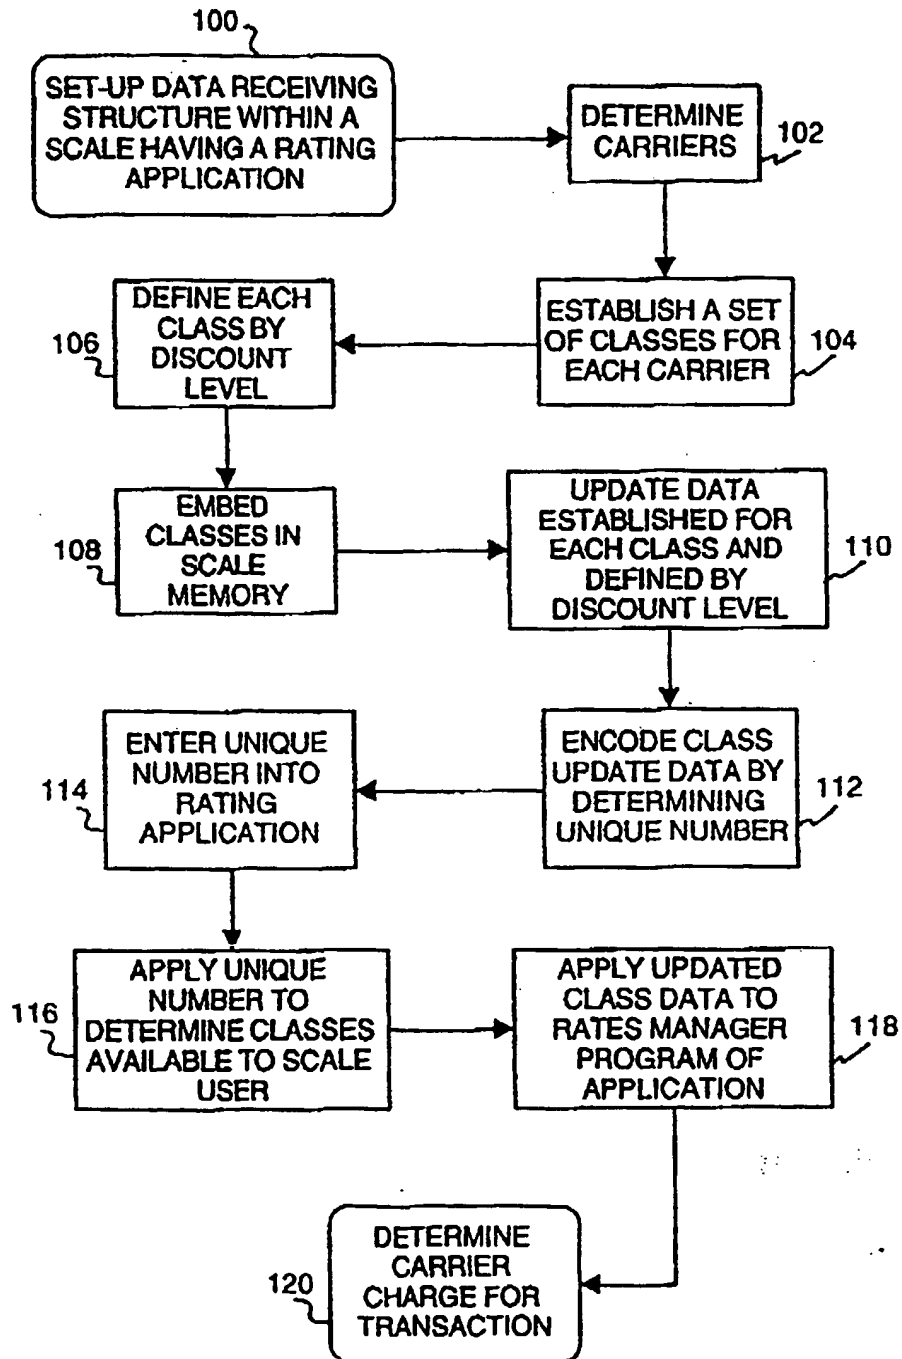 100
SET-UP DATA RECEIVING
STRUCTURE WITHIN A
SCALE HAVING A RATING
APPLICATION
DETERMINE
CARRIERS
102
ESTABLISH A SET
OF CLASSES FOR
EACH CARRIER
104
DEFINE EACH
CLASS BY
DISCOUNT
LEVEL
106
EMBED
CLASSES IN
SCALE
MEMORY
108
UPDATE DATA
ESTABLISHED FOR
EACH CLASS AND
DEFINED BY
DISCOUNT LEVEL
110
ENCODE CLASS
UPDATE DATA BY
DETERMINING
UNIQUE NUMBER
112
ENTER UNIQUE
NUMBER INTO
RATING
APPLICATION
114
APPLY UNIQUE
NUMBER TO
DETERMINE CLASSES
AVAILABLE TO SCALE
USER
116
APPLY UPDATED
CLASS DATA TO
RATES MANAGER
PROGRAM OF
APPLICATION
118
DETERMINE
CARRIER
CHARGE FOR
TRANSACTION
120